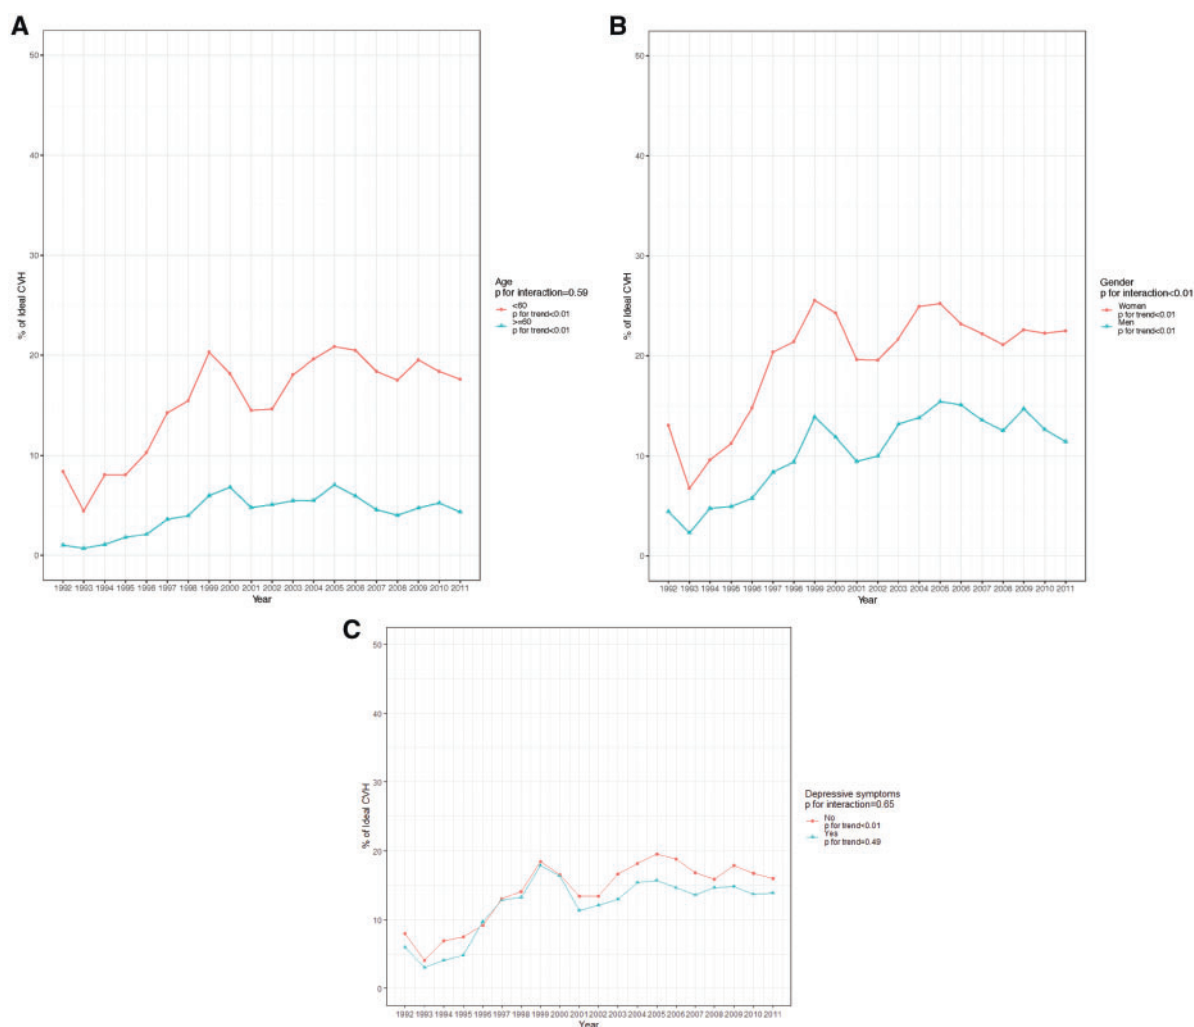 A
50
40
30
20
10
0
% of Ideal CVH
1992 1993 1994 1995 1996 1997 1998 1999 2000 2001 2002 2003 2004 2005 2006 2007 2008 2009 2010 2011
Year
Age
p for interaction=0.59
<60
p for trend<0.01
>=60
p for trend<0.01
B
50
40
30
20
10
0
% of Ideal CVH
1992 1993 1994 1995 1996 1997 1998 1999 2000 2001 2002 2003 2004 2005 2006 2007 2008 2009 2010 2011
Year
Gender
p for interaction<0.01
Women
p for trend<0.01
Men
p for trend<0.01
C
50
40
30
20
10
0
% of Ideal CVH
1992 1993 1994 1995 1996 1997 1998 1999 2000 2001 2002 2003 2004 2005 2006 2007 2008 2009 2010 2011
Year
Depressive symptoms
p for interaction=0.65
No
p for trend<0.01
Yes
p for trend=0.49